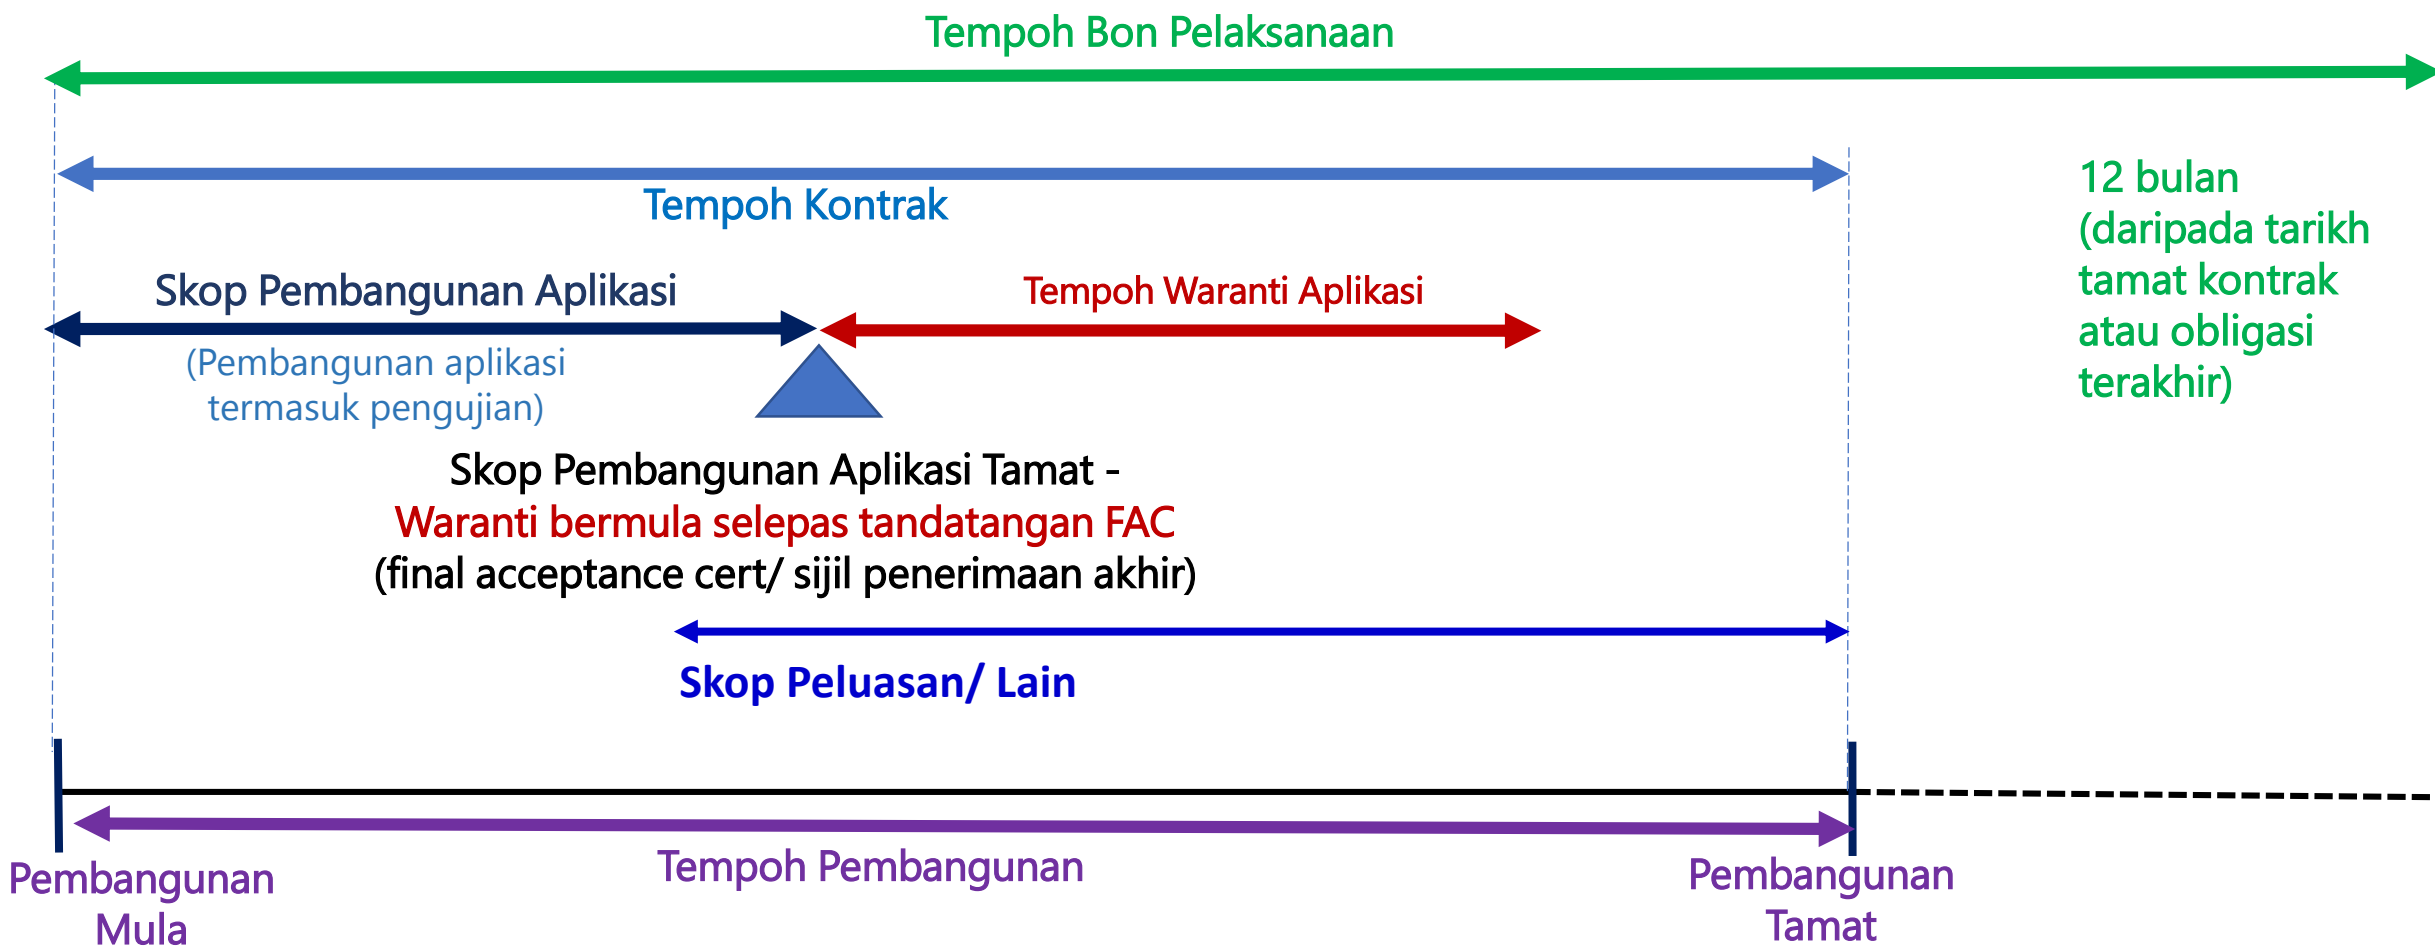 Tempoh Bon Pelaksanaan
Tempoh Kontrak
12 bulan
(daripada tarikh
tamat kontrak
atau obligasi
terakhir)
Skop Pembangunan Aplikasi
Tempoh Waranti Aplikasi
(Pembangunan aplikasi
termasuk pengujian)
Skop Pembangunan Aplikasi Tamat -
Waranti bermula selepas tandatangan FAC
(final acceptance cert/ sijil penerimaan akhir)
Skop Peluasan/ Lain
Tempoh Pembangunan
Pembangunan
Mula
Pembangunan
Tamat